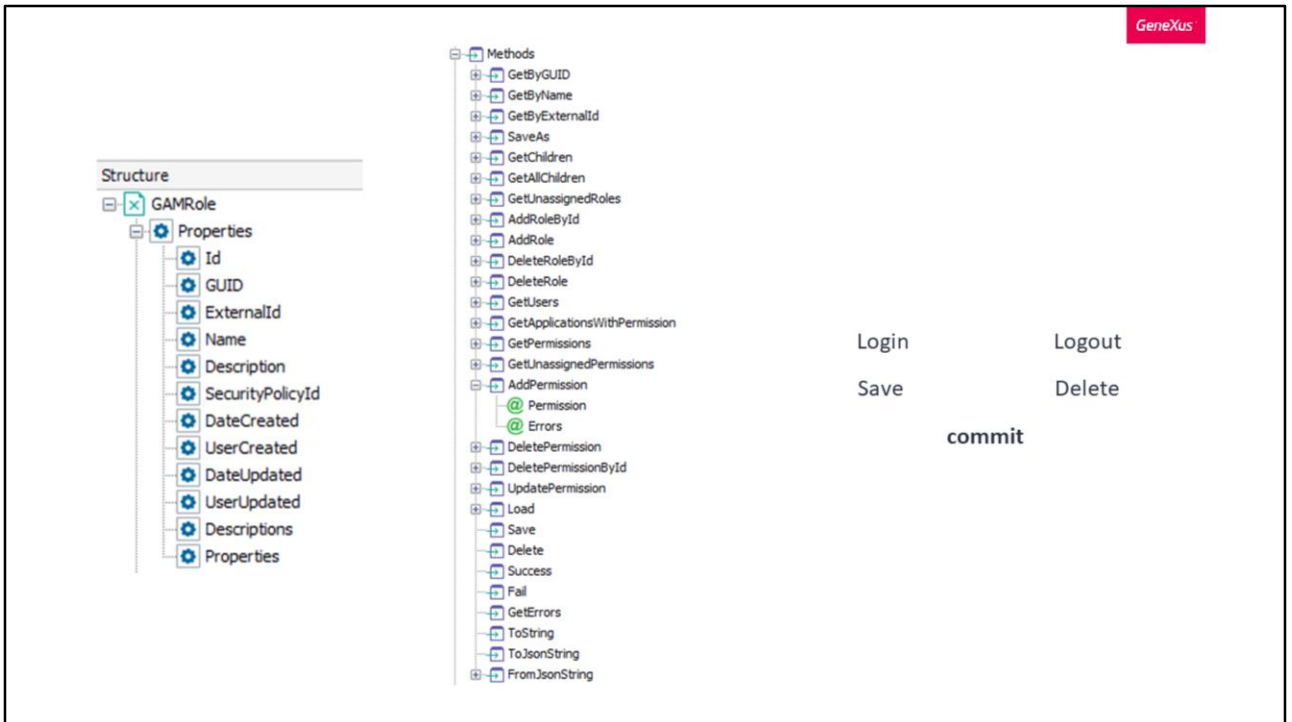 GeneXus
Structure
GAMRole
Properties
Id
GUID
ExternalId
Name
Description
SecurityPolicyId
DateCreated
UserCreated
DateUpdated
UserUpdated
Descriptions
Properties
Methods
GetByGUID
GetByName
GetByExternalId
SaveAs
GetChildren
GetAllChildren
GetUnassignedRoles
AddRoleById
AddRole
DeleteRoleById
DeleteRole
GetUsers
GetApplicationsWithPermission
GetPermissions
GetUnassignedPermissions
AddPermission
Permission
Errors
DeletePermission
DeletePermissionById
UpdatePermission
Load
Save
Delete
Success
Fail
GetErrors
ToString
ToJsonString
FromJsonString
Login Logout
Save Delete
commit